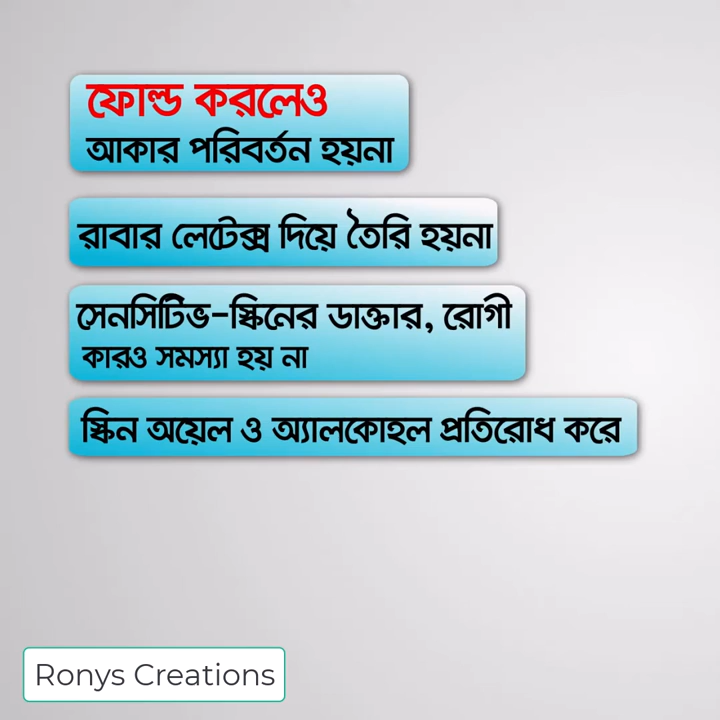 ফোল্ড করলেও
আকার পরিবর্তন হয়না
রাবার লেটেক্স দিয়ে তৈরি হয়না
সেনসিটিভ-স্কিনের ডাক্তার, রোগী
কারও সমস্যা হয় না
স্কিন অয়েল ও অ্যালকোহল প্রতিরোধ করে
Ronys Creations